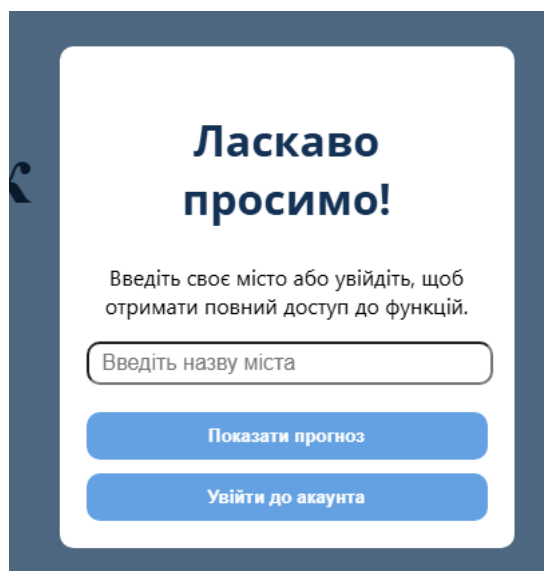 Ласкаво
просимо!
Введіть своє місто або увійдіть, щоб
отримати повний доступ до функцій.
Введіть назву міста
Показати прогноз
Увійти до акаунта